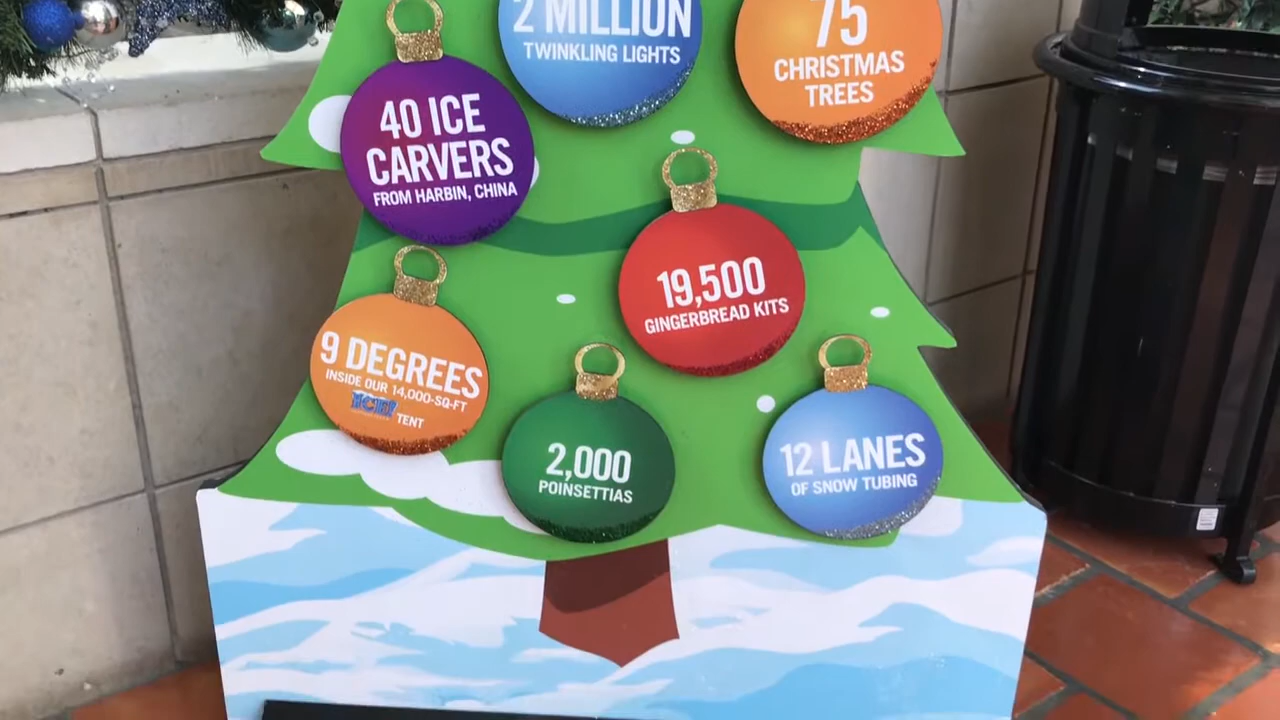 2 MILLION
TWINKLING LIGHTS
75
CHRISTMAS
TREES
40 ICE
CARVERS
FROM HARBIN, CHINA
19,500
GINGERBREAD KITS
9 DEGREES
INSIDE OUR 14,000-SQ-FT
ICE! TENT
2,000
POINSETTIAS
12 LANES
OF SNOW TUBING